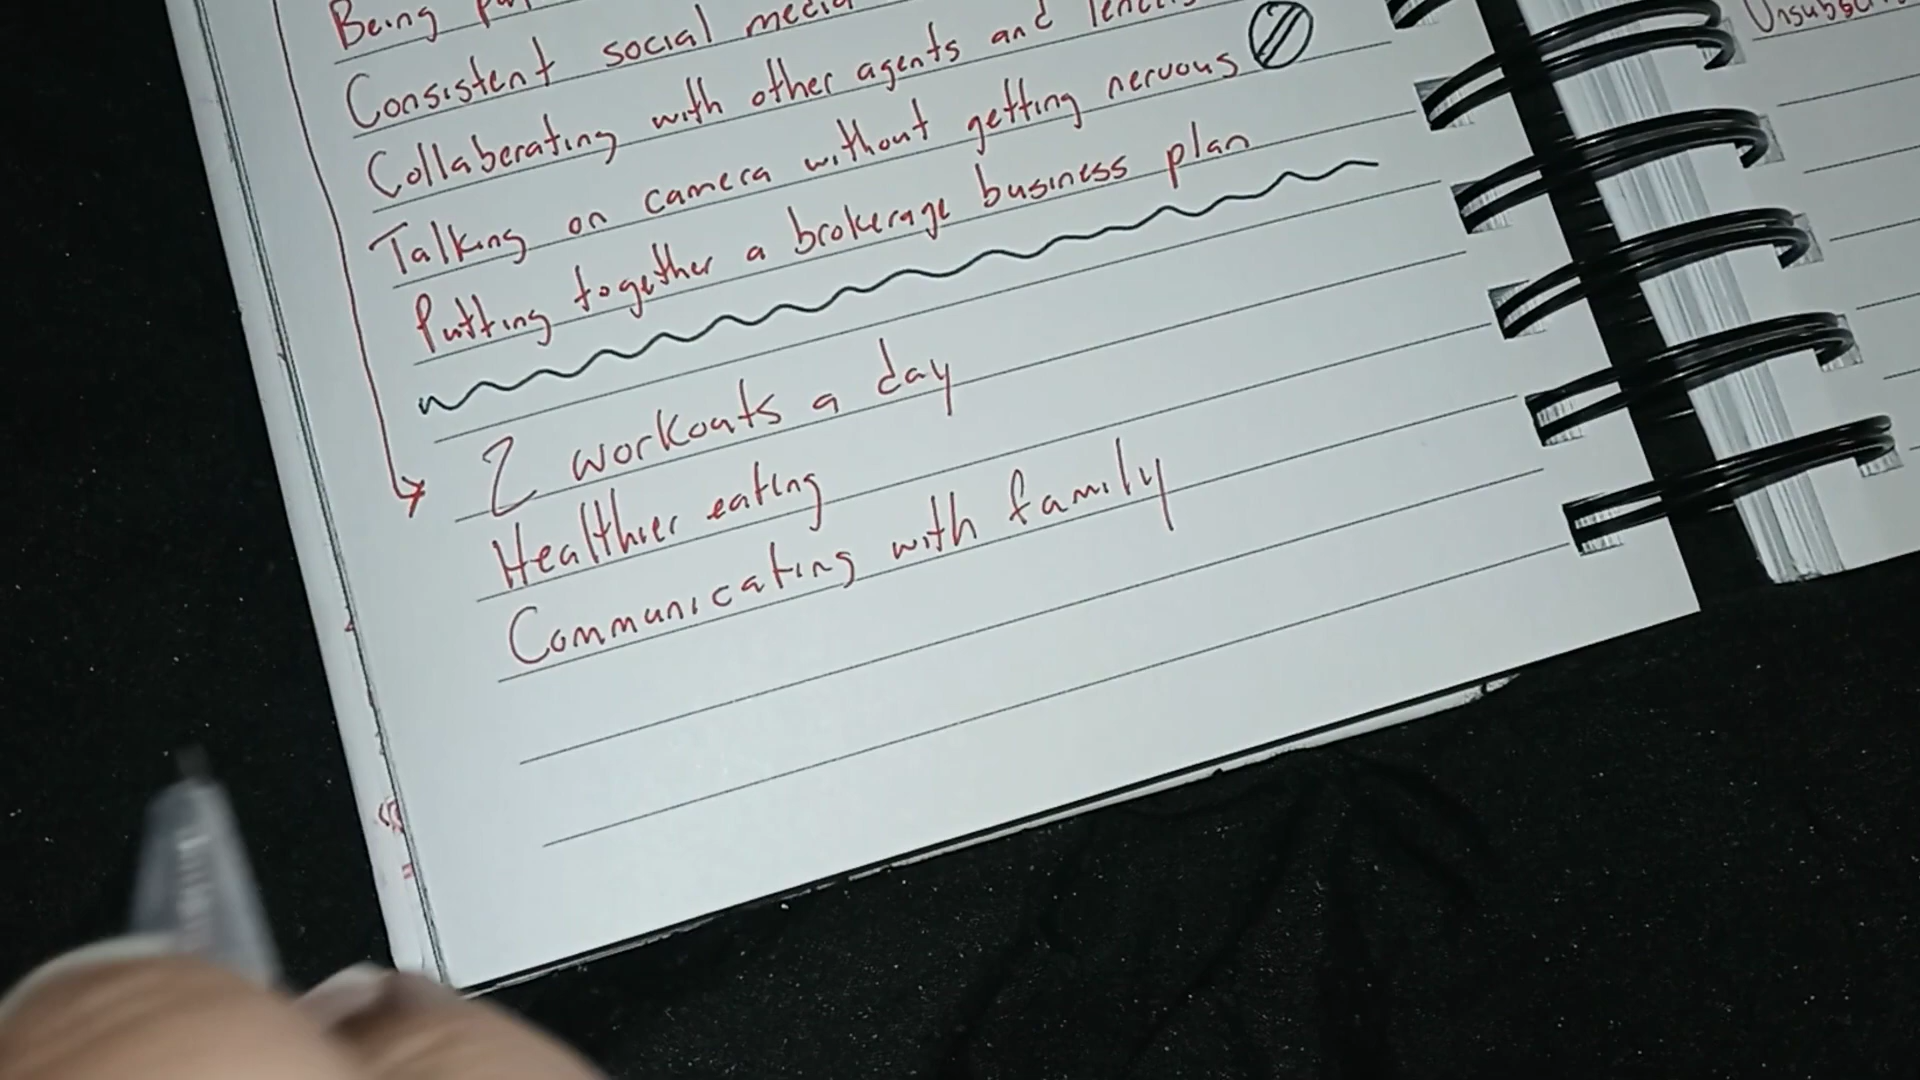 Being
Consistent social media
Collaberating with other agents and
Talking on camera without getting nervous
Putting together a brokerage business plan
2 workouts a day
Healthier eating
Communicating with family